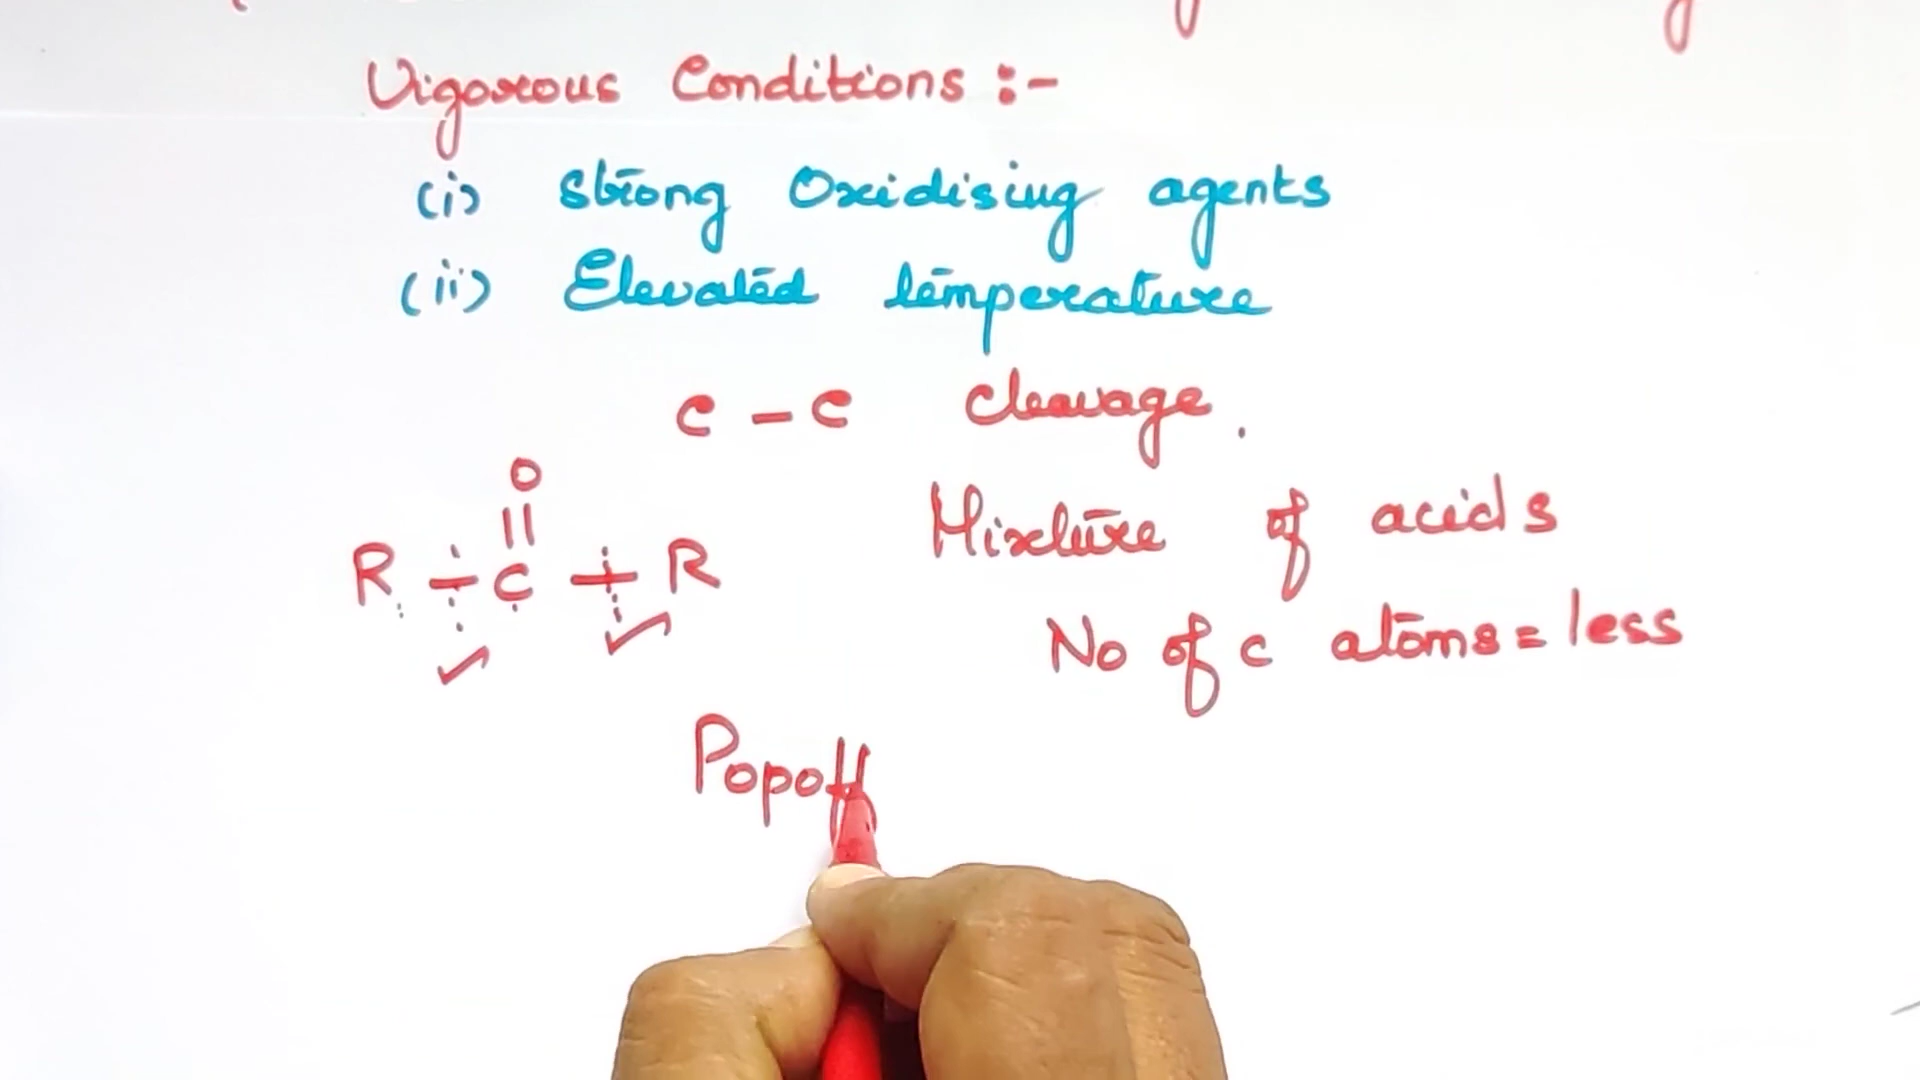 Vigorous Conditions :-
(i) Strong Oxidising agents
(ii) Elevated temperature
C - C Cleavage.
O
R - C - R
Mixture of acids
No of c atoms = less
Popoff